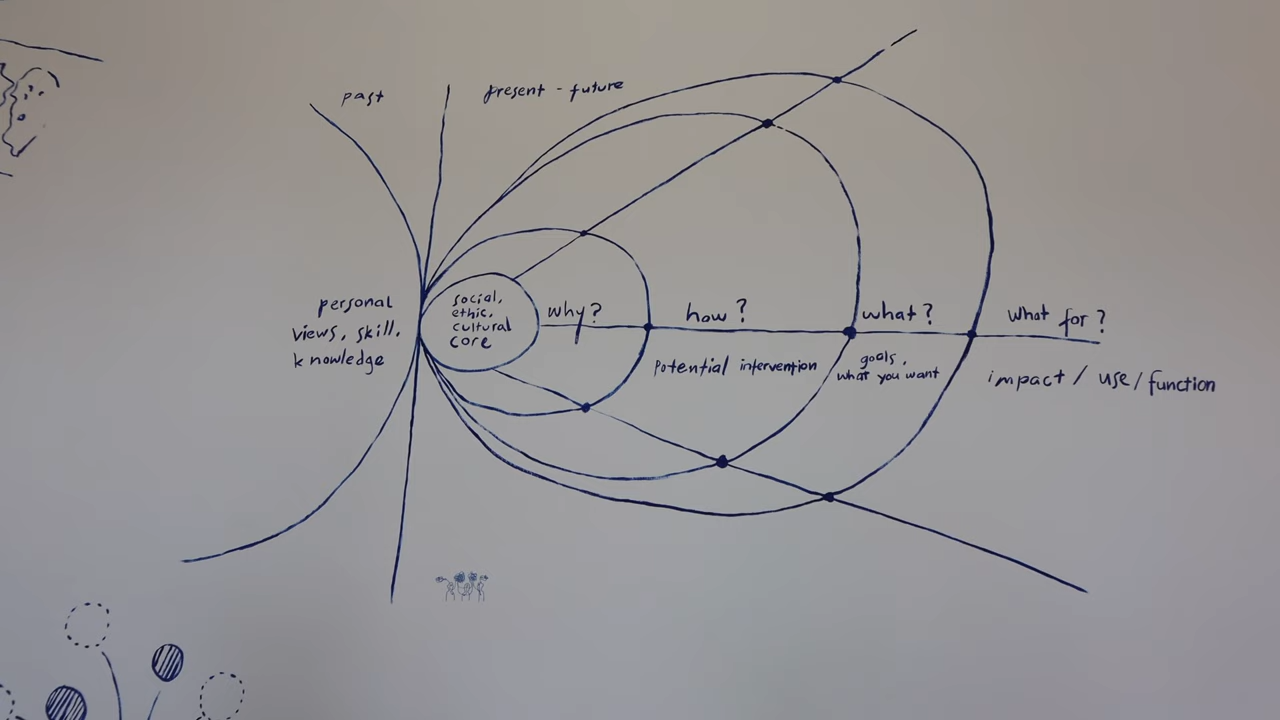 past
present - future
personal
views, skill,
knowledge
social,
ethic,
cultural
core
why?
how?
what?
what for?
Potential intervention
goals,
what you want
impact / use / function